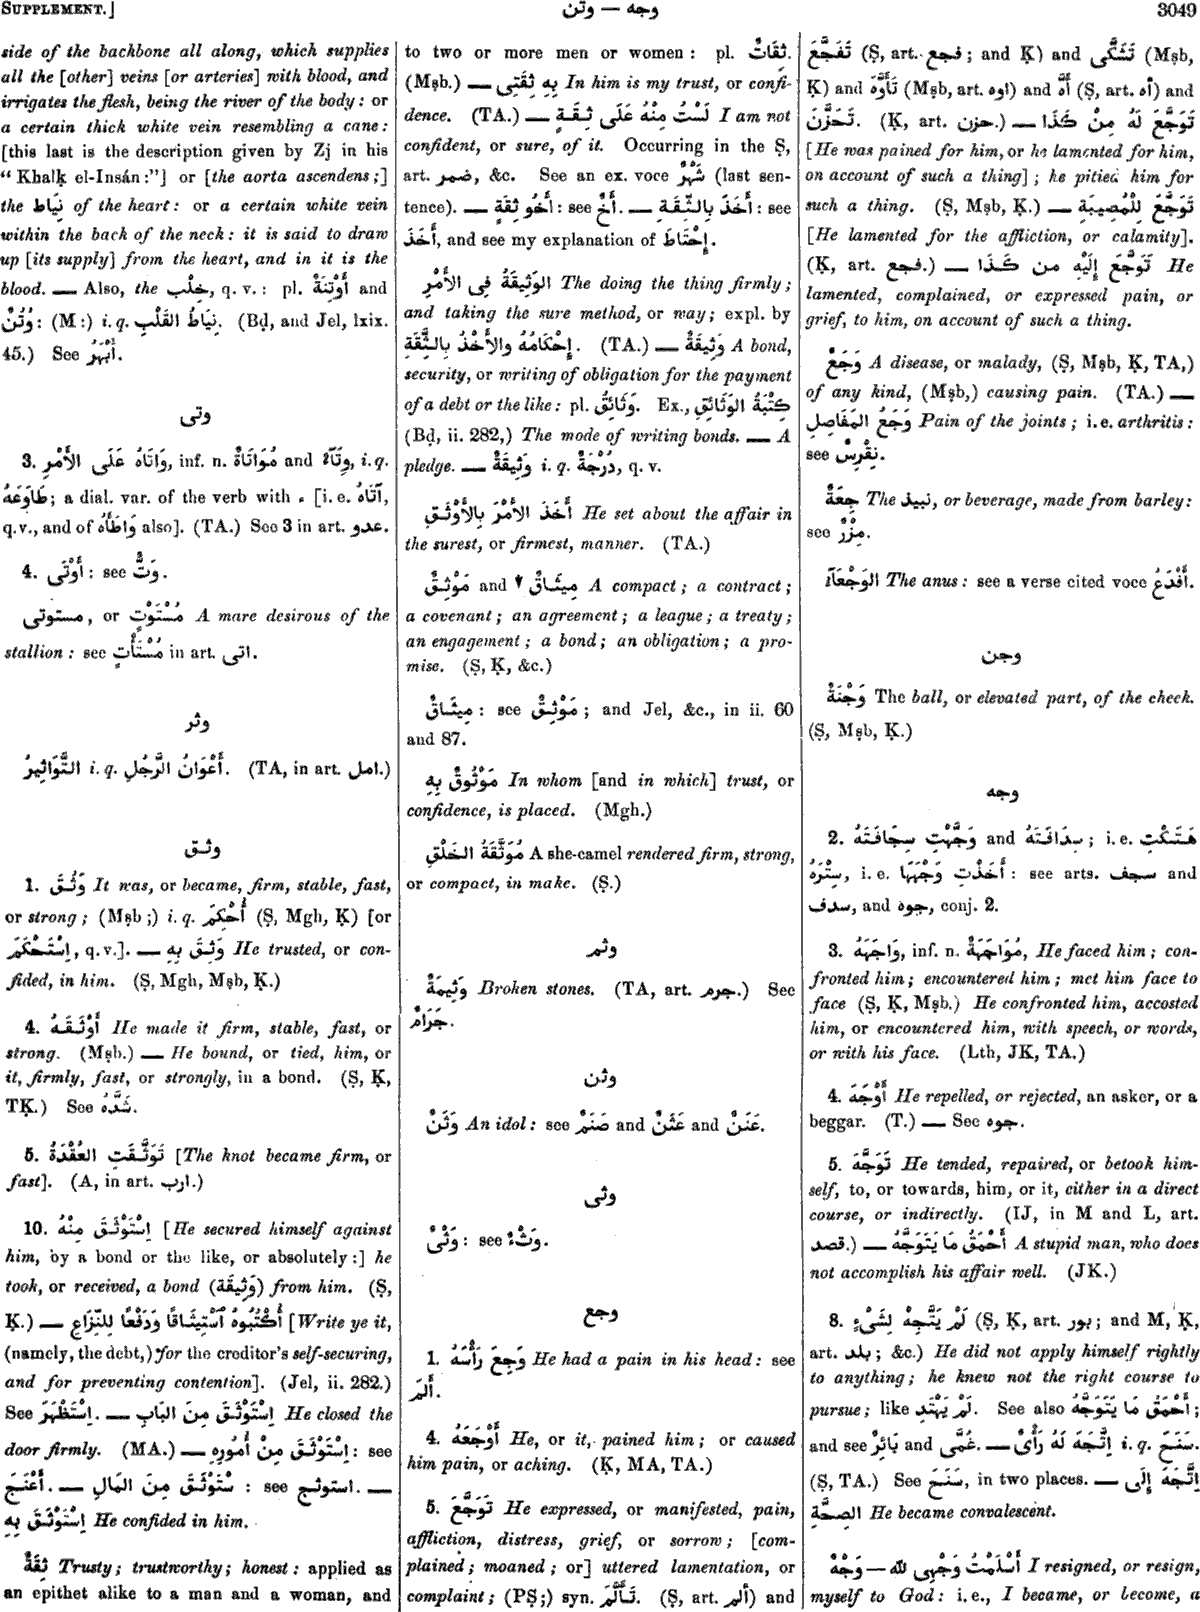 SUPPLEMENT.]
وتن — وجه
3049
side of the backbone all along, which supplies
all the [other] veins [or arteries] with blood, and
irrigates the flesh, being the river of the body: or
a certain thick white vein resembling a cane:
[this last is the description given by Zj in his
“Khalḳ el-Insán:”] or [the aorta ascendens;]
the نِيَاط of the heart: or a certain white vein
within the back of the neck: it is said to draw
up [its supply] from the heart, and in it is the
blood. — Also, the خِلْب, q. v.: pl. أَوْتِنَةٌ and
وُتُنٌ: (M:) i. q. نِيَاطُ القَلْبِ. (Bḍ, and Jel, lxix.
45.) See أَبْهَرُ.
وتى
3. وَاتَاهُ عَلَى الأَمْرِ, inf. n. مُوَاتَاةٌ and وِتَآءٌ, i. q.
طَاوَعَهُ; a dial. var. of the verb with ء [i. e. آتَاهُ,
q. v., and of وَاطَأَهُ also]. (TA.) See 3 in art. عدو.
4. أَوْتَى: see وَتٌّ.
مستوتى, or مُسْتَوْتٍ A mare desirous of the
stallion: see مُسْتَأْتٍ in art. اتى.
وثر
التَّوَاثِيرُ i. q. أَعْوَانُ الرَّجُلِ. (TA, in art. امل.)
وثق
1. وَثُقَ It was, or became, firm, stable, fast,
or strong; (Mṣb;) i. q. أُحْكِمَ (Ṣ, Mgh, Ḳ) [or
اِسْتَحْكَمَ, q. v.]. — وَثِقَ بِهِ He trusted, or con-
fided, in him. (Ṣ, Mgh, Mṣb, Ḳ.)
4. أَوْثَقَهُ He made it firm, stable, fast, or
strong. (Mṣb.) — He bound, or tied, him, or
it, firmly, fast, or strongly, in a bond. (Ṣ, Ḳ,
TḲ.) See شَدَّهُ.
5. تَوَثَّقَتِ العُقْدَةُ [The knot became firm, or
fast]. (A, in art. ارب.)
10. اِسْتَوْثَقَ مِنْهُ [He secured himself against
him, by a bond or the like, or absolutely:] he
took, or received, a bond (وَثِيقَة) from him. (Ṣ,
Ḳ.) — أُكْتُبُوهُ ٱسْتِيثَاقًا وَدَفْعًا لِلنِّزَاعِ [Write ye it,
(namely, the debt,) for the creditor's self-securing,
and for preventing contention]. (Jel, ii. 282.)
See اِسْتَظْهَرَ. — اِسْتَوْثَقَ مِنَ البَابِ He closed the
door firmly. (MA.) — اِسْتَوْثَقَ مِنْ أُمُورِهِ: see
أَغْنَجَ. — سْتَوْثَقَ مِنَ المَالِ : see استوثج. —
اِسْتَوْثَقَ بِهِ He confided in him.
ثِقَةٌ Trusty; trustworthy; honest: applied as
an epithet alike to a man and a woman, and
to two or more men or women: pl. ثِقَاتٌ.
(Mṣb.) — بِهِ ثِقَتِى In him is my trust, or confi-
dence. (TA.) — لَسْتُ مِنْهُ عَلَى ثِقَةٍ I am not
confident, or sure, of it. Occurring in the Ṣ,
art. ضمر, &c. See an ex. voce شَهْرٌ (last sen-
tence). — أَخُو ثِقَةٍ: see أَخٌ. — أَخَذَ بِالثِّقَةِ: see
أَخَذَ, and see my explanation of اِحْتَاطَ.
الوَثِيقَةُ فِى الأَمْرِ The doing the thing firmly;
and taking the sure method, or way; expl. by
إِحْكَامُهُ والأَخْذُ بِالثِّقَةِ. (TA.) — وَثِيقَةٌ A bond,
security, or writing of obligation for the payment
of a debt or the like: pl. وَثَائِقُ. Ex., كِتْبَةُ الوَثَائِقِ
(Bḍ, ii. 282,) The mode of writing bonds. — A
pledge. — وَثِيقَةٌ i. q. دُرْجَةٌ, q. v.
أَخَذَ الأَمْرَ بِالأَوْثَقِ He set about the affair in
the surest, or firmest, manner. (TA.)
مَوْثِقٌ and ▼ مِيثَاقٌ A compact; a contract;
a covenant; an agreement; a league; a treaty;
an engagement; a bond; an obligation; a pro-
mise. (Ṣ, Ḳ, &c.)
مِيثَاقٌ: see مَوْثِقٌ; and Jel, &c., in ii. 60
and 87.
مَوْثُوقٌ بِهِ In whom [and in which] trust, or
confidence, is placed. (Mgh.)
مُوَثَّقَةُ الخَلْقِ A she-camel rendered firm, strong,
or compact, in make. (Ṣ.)
وثم
وَثِيمَةٌ Broken stones. (TA, art. جرم.) See
جَرَامٌ.
وثن
وَثَنٌ An idol: see صَنَمٌ and عَثَنٌ and عَنَنٌ.
وثى
وَثْىٌ: see وَثْءٌ.
وجع
1. وَجِعَ رَأْسَهُ He had a pain in his head: see
أَلِمَ.
4. أَوْجَعَهُ He, or it, pained him; or caused
him pain, or aching. (Ḳ, MA, TA.)
5. تَوَجَّعَ He expressed, or manifested, pain,
affliction, distress, grief, or sorrow; [com-
plained; moaned; or] uttered lamentation, or
complaint; (PṢ;) syn. تَأَلَّمَ. (Ṣ, art. ألم) and
تَفَجَّعَ (Ṣ, art. فجع; and Ḳ) and تَشَكَّى (Mṣb,
Ḳ) and تَأَوَّهَ (Mṣb, art. اوه) and أَهَّ (Ṣ, art. اه) and
تَحَزَّنَ. (Ḳ, art. حزن.) — تَوَجَّعَ لَهُ مِنْ كَذَا
[He was pained for him, or he lamented for him,
on account of such a thing]; he pitied him for
such a thing. (Ṣ, Mṣb, Ḳ.) — تَوَجَّعَ لِلْمُصِيبَةِ
[He lamented for the affliction, or calamity].
(Ḳ, art. فجع.) — تَوَجَّعَ إِلَيْهِ من كَذَا He
lamented, complained, or expressed pain, or
grief, to him, on account of such a thing.
وَجَعٌ A disease, or malady, (Ṣ, Mṣb, Ḳ, TA,)
of any kind, (Mṣb,) causing pain. (TA.) —
وَجَعُ المَفَاصِلِ Pain of the joints; i. e. arthritis:
see نِقْرِسٌ.
جِعَةٌ The نبيذ, or beverage, made from barley:
see مِزْرٌ.
الوَجْعَآءُ The anus: see a verse cited voce أَفْدَعُ.
وجن
وَجْنَةٌ The ball, or elevated part, of the cheek.
(Ṣ, Mṣb, Ḳ.)
وجه
2. وَجَّهْتِ سِجَافَتَهُ and سِدَافَتَهُ; i. e. هَتَكْتِ
سِتْرَهُ, i. e. أَخَذْتِ وَجْهَهَا: see arts. سجف and
سدف, and جوه, conj. 2.
3. وَاجَهَهُ, inf. n. مُوَاجَهَةٌ, He faced him; con-
fronted him; encountered him; met him face to
face (Ṣ, Ḳ, Mṣb.) He confronted him, accosted
him, or encountered him, with speech, or words,
or with his face. (Lth, JK, TA.)
4. أَوْجَهَ He repelled, or rejected, an asker, or a
beggar. (T.) — See جوه.
5. تَوَجَّهَ He tended, repaired, or betook him-
self, to, or towards, him, or it, either in a direct
course, or indirectly. (IJ, in M and L, art.
قصد.) — أَحْمَقُ مَا يَتَوَجَّهُ A stupid man, who does
not accomplish his affair well. (JK.)
8. لَمْ يَتَّجِهْ لِشَىْءٍ (Ṣ, Ḳ, art. بور; and M, Ḳ,
art. بلد; &c.) He did not apply himself rightly
to anything; he knew not the right course to
pursue; like لَمْ يَهْتَدِ. See also أَحْمَقُ مَا يَتَوَجَّهُ;
and see بَائِرٌ and عَمَّى. — اِتَّجَهَ لَهُ رَأْىٌ i. q. سَنَحَ.
(Ṣ, TA.) See سَنَحَ, in two places. — اِتَّجَهَ إِلَى
الصِحَّةِ He became convalescent.
وَجْهٌ — أَسْلَمْتُ وَجْهِى لله I resigned, or resign,
myself to God: i. e., I became, or become, a